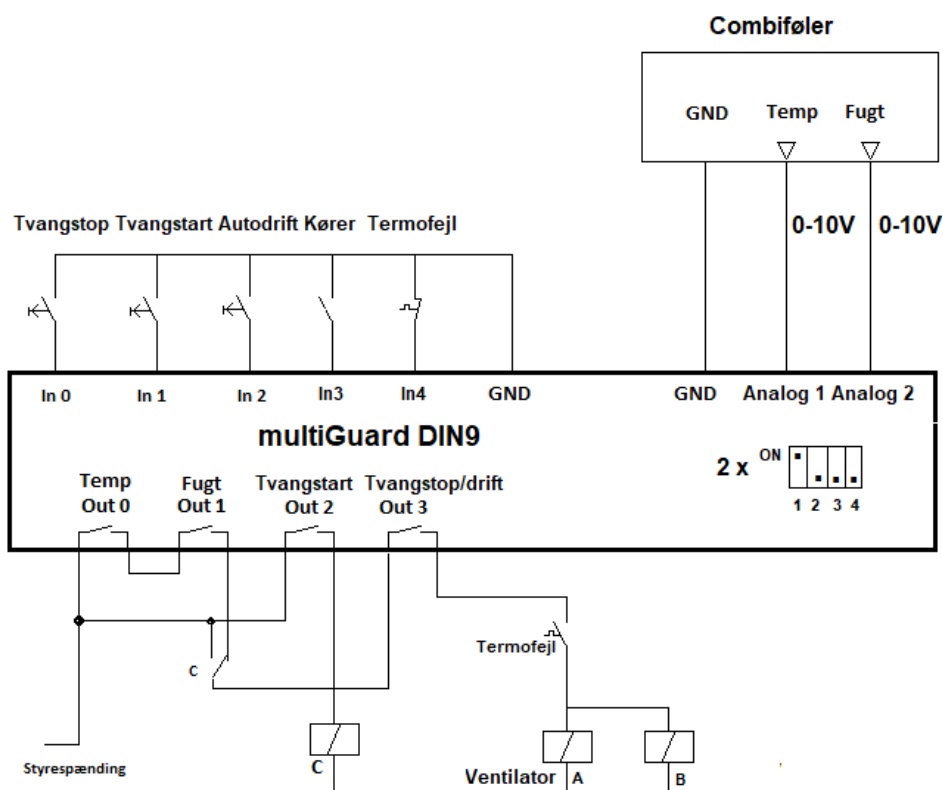 Combiføler
GND Temp Fugt
0-10V 0-10V
Tvangstop Tvangstart Autodrift Kører Termofejl
In 0 In 1 In 2 In3 In4 GND GND Analog 1 Analog 2
multiGuard DIN9
2 x ON
1 2 3 4
Temp Fugt Tvangstart Tvangstop/drift
Out 0 Out 1 Out 2 Out 3
Termofejl
C
C
Styrespænding
Ventilator A B